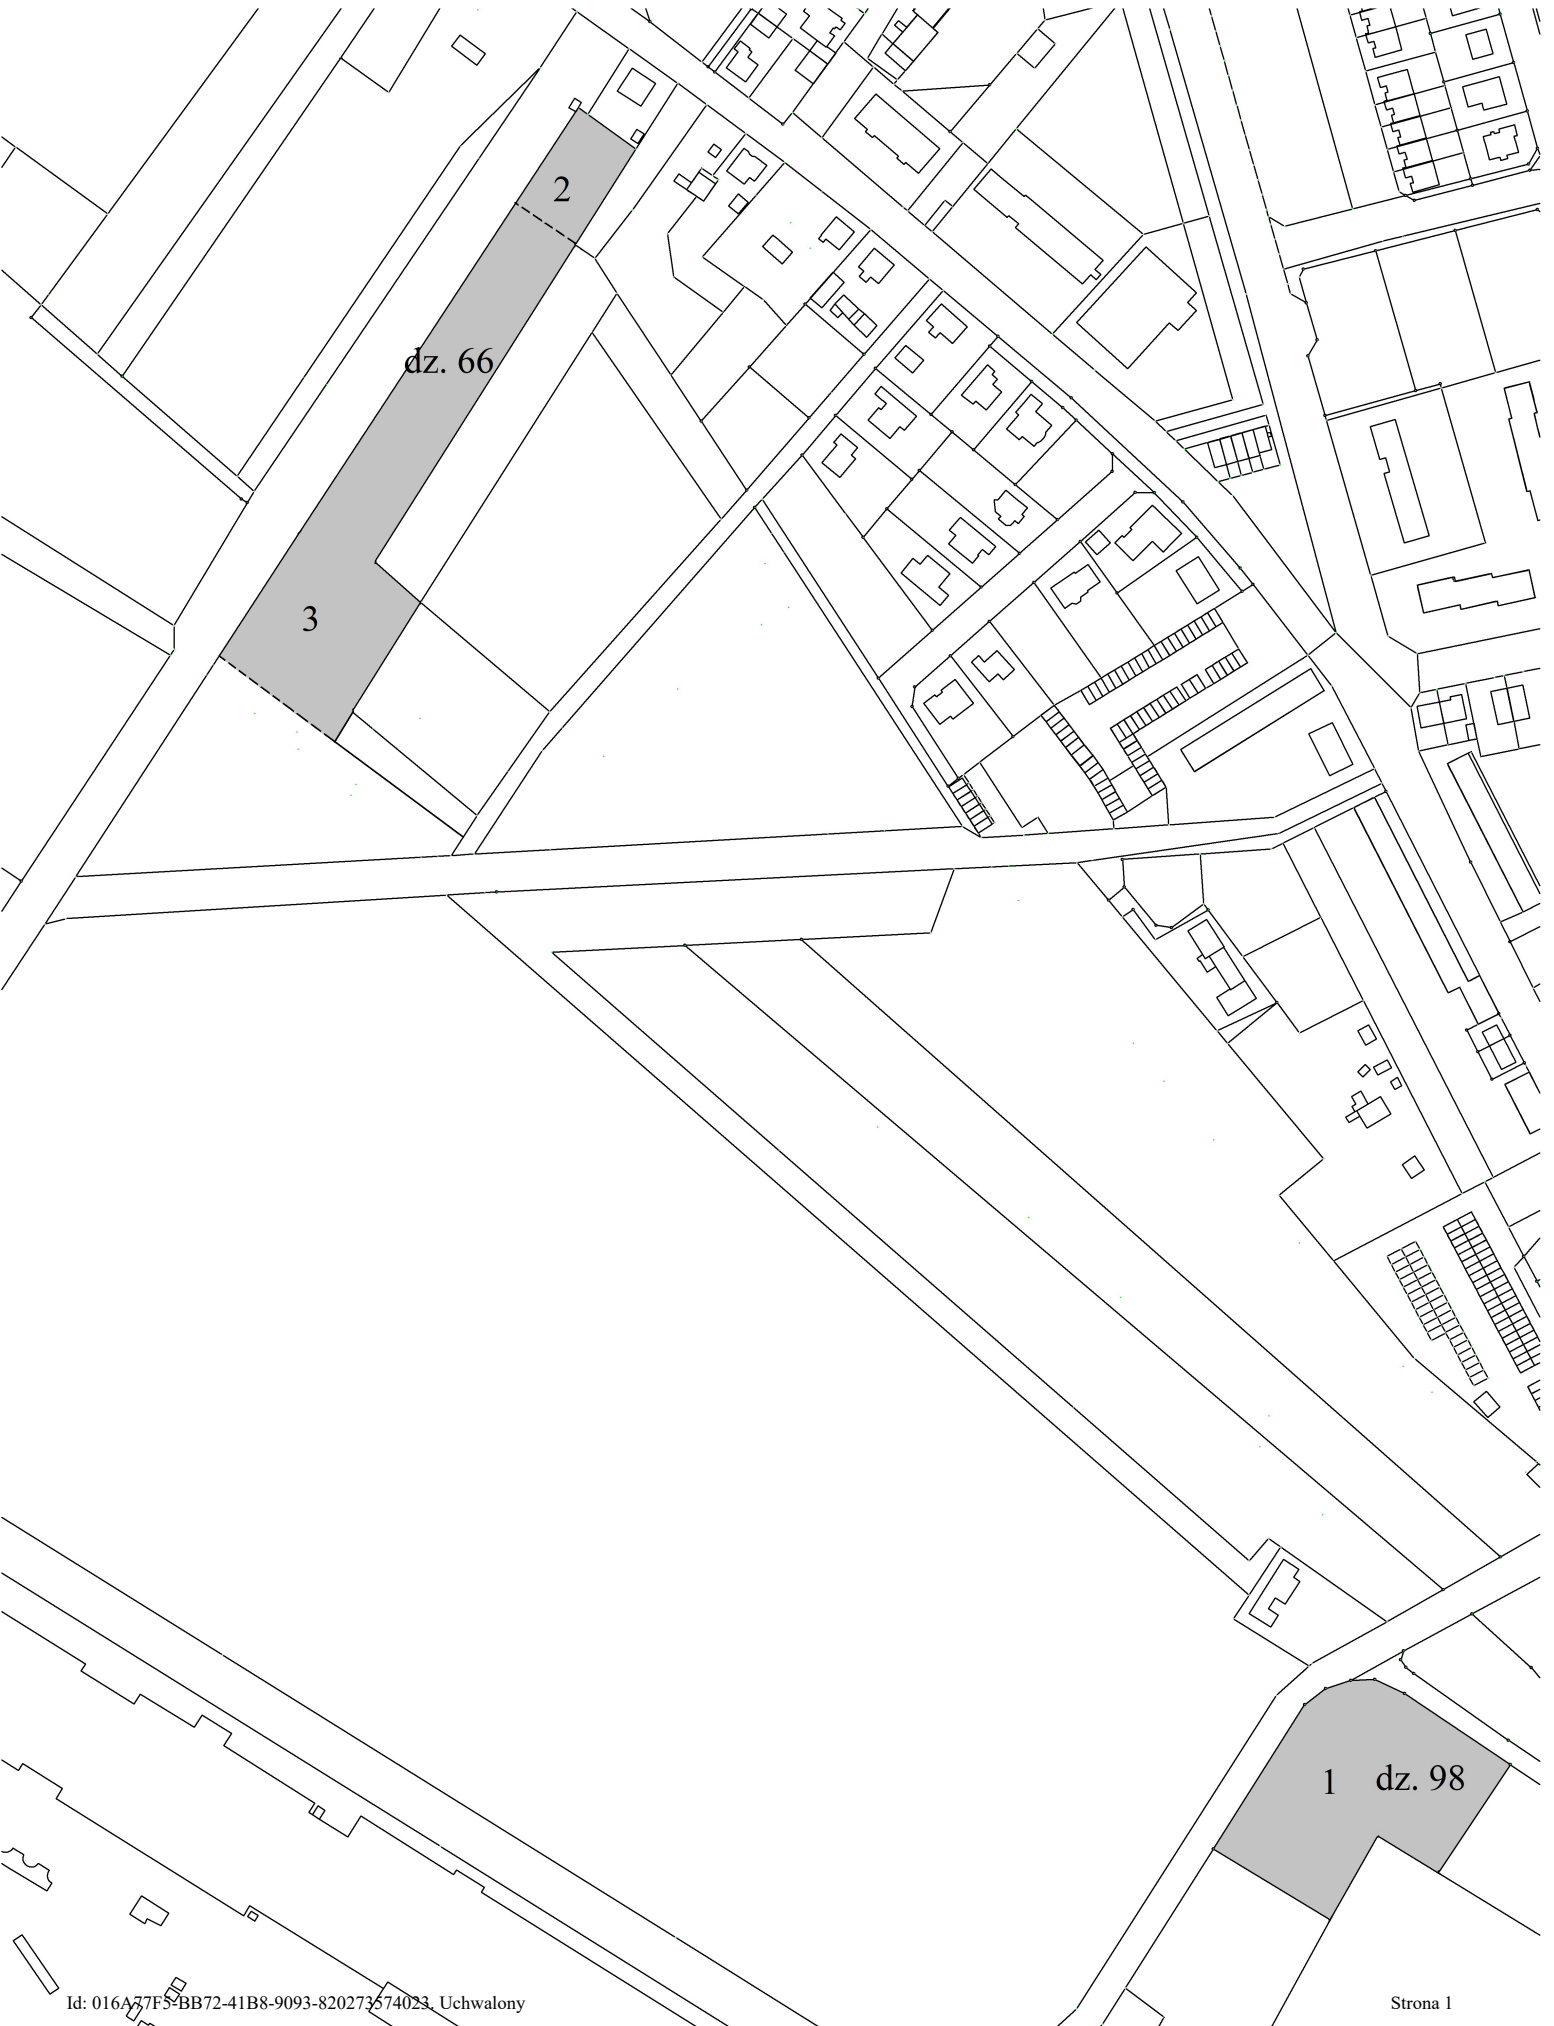 2
dz. 66
3
1 dz. 98
Id: 016A77F5-BB72-41B8-9093-820273574023. Uchwalony
Strona 1